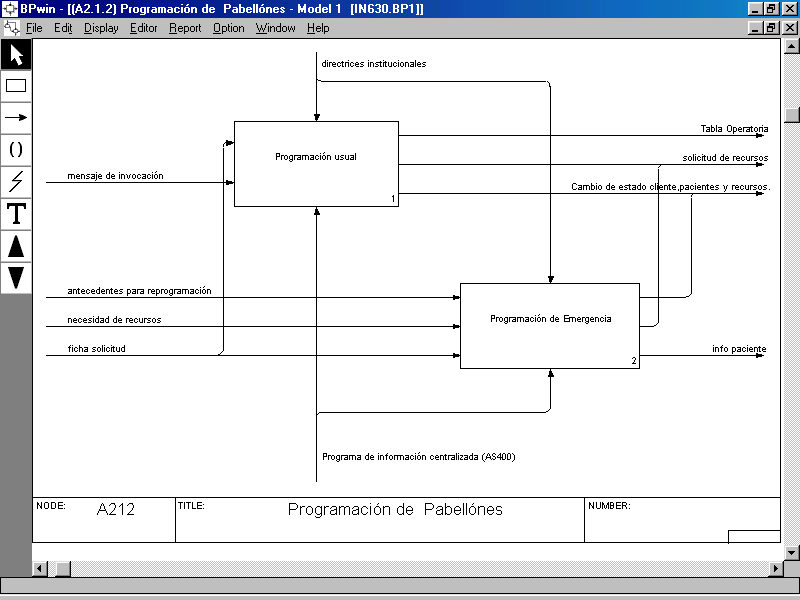 BPwin - [(A2.1.2) Programación de Pabellónes - Model 1 [IN630.BP1]]
File Edit Display Editor Report Option Window Help
directrices institucionales
Tabla Operatoria
Programación usual
solicitud de recursos
mensaje de invocación
Cambio de estado cliente,pacientes y recursos.
1
( )
T
antecedentes para reprogramación
necesidad de recursos
Programación de Emergencia
ficha solicitud
info paciente
2
Programa de información centralizada (AS400)
NODE: A212 TITLE: Programación de Pabellónes NUMBER: